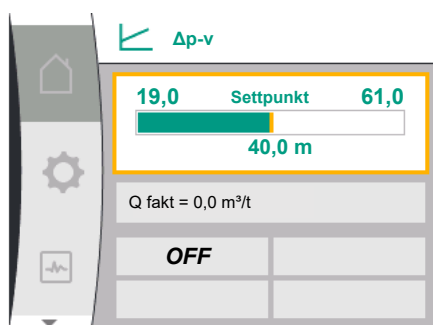 Δp-v
19,0 Settpunkt 61,0
40,0 m
Q fakt = 0,0 m³/t
OFF